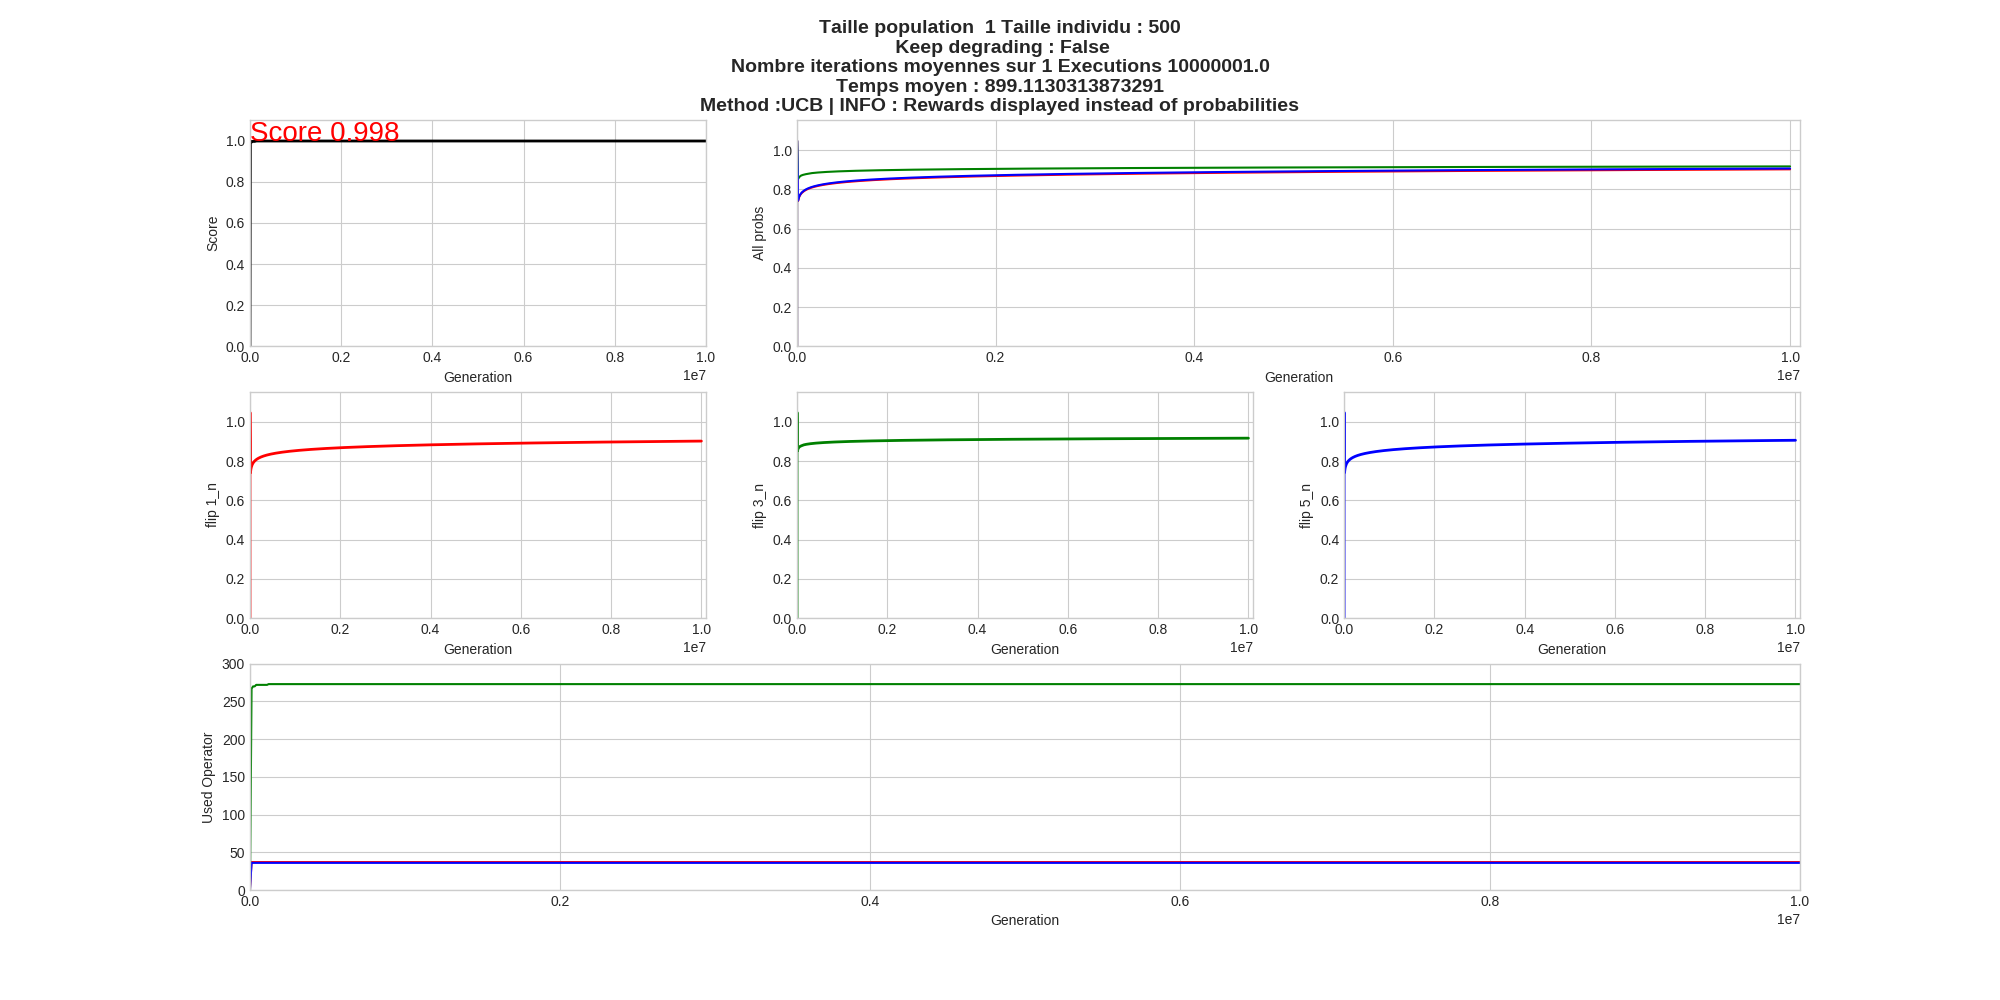 Taille population  1 Taille individu : 500
Keep degrading : False
Nombre iterations moyennes sur 1 Executions 10000001.0
Temps moyen : 899.1130313873291
Method :UCB | INFO : Rewards displayed instead of probabilities
Score 0.998
Score
1.0
0.8
0.6
0.4
0.2
0.0
0.0 0.2 0.4 0.6 0.8 1.0
1e7
Generation
All probs
1.0
0.8
0.6
0.4
0.2
0.0
0.0 0.2 0.4 0.6 0.8 1.0
1e7
Generation
flip 1_n
1.0
0.8
0.6
0.4
0.2
0.0
0.0 0.2 0.4 0.6 0.8 1.0
1e7
Generation
flip 3_n
1.0
0.8
0.6
0.4
0.2
0.0
0.0 0.2 0.4 0.6 0.8 1.0
1e7
Generation
flip 5_n
1.0
0.8
0.6
0.4
0.2
0.0
0.0 0.2 0.4 0.6 0.8 1.0
1e7
Generation
Used Operator
300
250
200
150
100
50
0
0.0 0.2 0.4 0.6 0.8 1.0
1e7
Generation